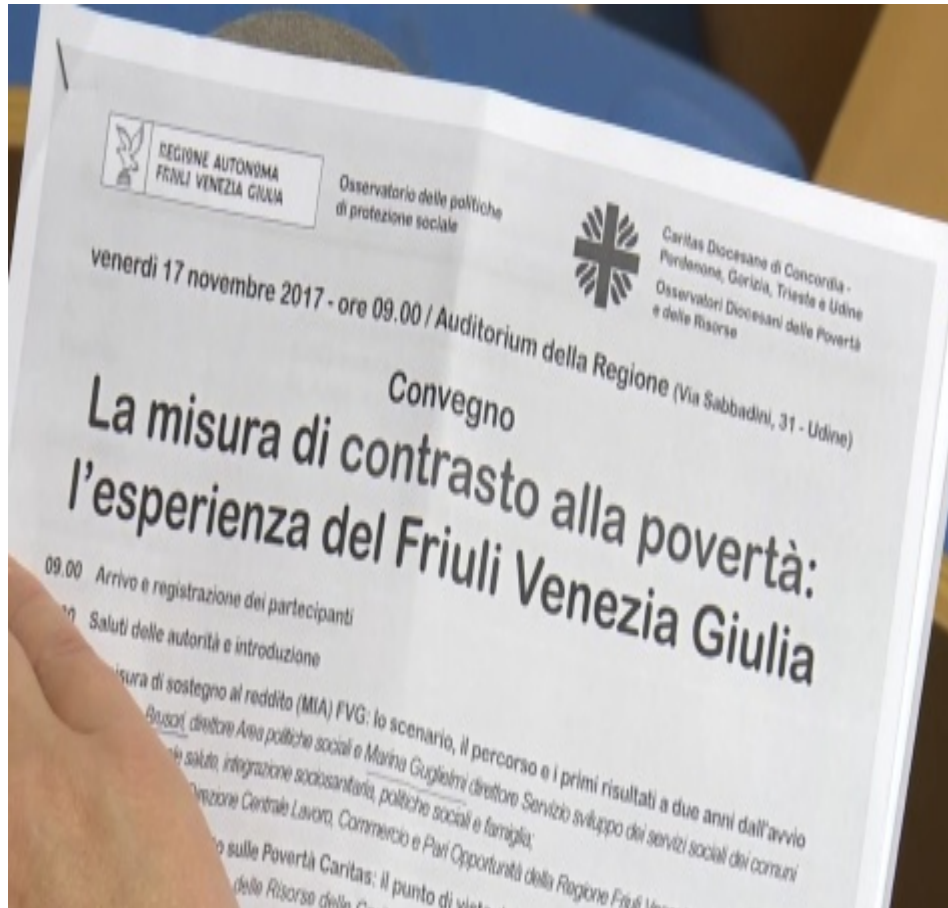 REGIONE AUTONOMA
FRIULI VENEZIA GIULIA
Osservatorio delle politiche
di protezione sociale
Caritas Diocesane di Concordia -
Pordenone, Gorizia, Trieste e Udine
Osservatori Diocesani delle Povertà
e delle Risorse
venerdì 17 novembre 2017 - ore 09.00 / Auditorium della Regione (Via Sabbadini, 31 - Udine)
Convegno
La misura di contrasto alla povertà:
l'esperienza del Friuli Venezia Giulia
09.00 Arrivo e registrazione dei partecipanti
Saluti delle autorità e introduzione
di sostegno al reddito (MIA) FVG: lo scenario, il percorso e i primi risultati a due anni dall'avvio
direttore Area politiche sociali e Marina Guglielmi direttore Servizio sviluppo dei servizi sociali dei comuni
salute, integrazione sociosanitaria, politiche sociali e famiglia;
Centrale Lavoro, Commercio e Pari Opportunità della Regione Friuli
sulle Povertà Caritas: il punto di
delle Risorse delle